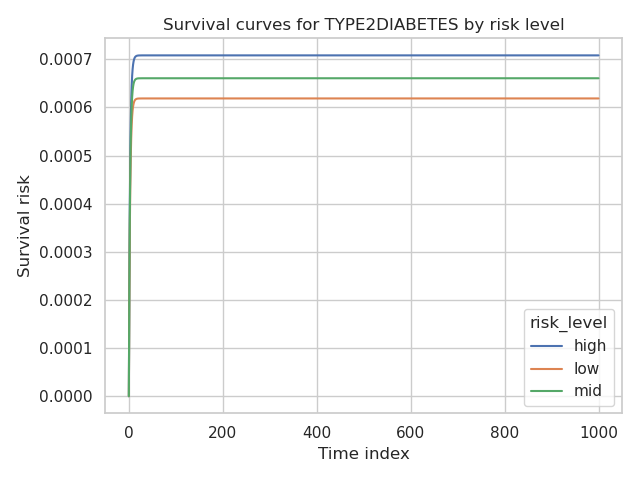 Survival curves for TYPE2DIABETES by risk level
Survival risk
0.0007
0.0006
0.0005
0.0004
0.0003
0.0002
0.0001
0.0000
risk_level
high
low
mid
0
200
400
600
800
1000
Time index